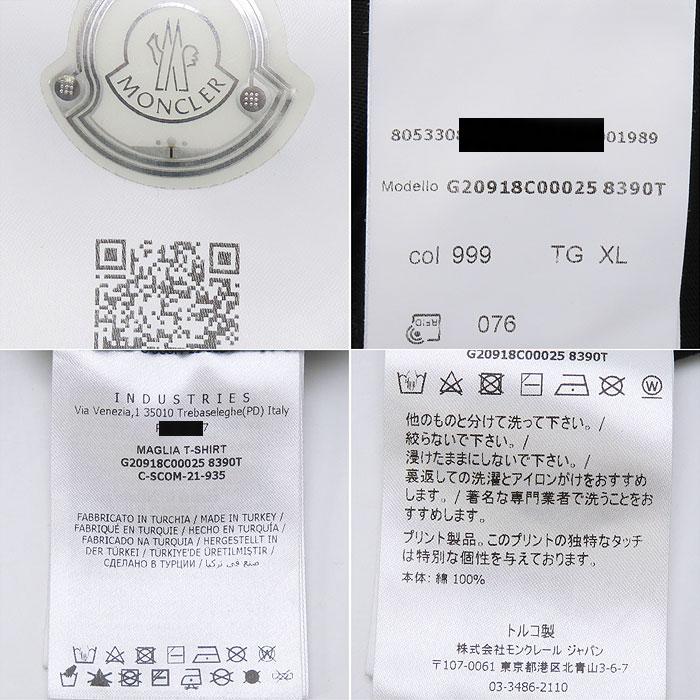 MONCLER
805330 001989
Modello G20918C00025 8390T
col 999 TG XL
RFID 076
INDUSTRIES
Via Venezia,1 35010 Trebaseleghe(PD) Italy
7
MAGLIA T-SHIRT
G20918C00025 8390T
C-SCOM-21-935
FABBRICATO IN TURCHIA / MADE IN TURKEY /
FABRIQUÉ EN TURQUIE / HECHO EN TURQUÍA /
FABRICADO NA TURQUIA / HERGESTELLT IN
DER TÜRKEI / TÜRKIYE'DE ÜRETILMIŞTIR /
СДЕЛАНО В ТУРЦИИ / صنع في تركيا
G20918C00025 8390T
他のものと分けて洗って下さい。/
絞らないで下さい。/
浸けたままにしないで下さい。/
裏返しての洗濯とアイロンがけをおすすめ
します。/ 著名な専門業者で洗うことをお
すすめします。
プリント製品。このプリントの独特なタッチ
は特別な個性を与えております。
本体: 綿 100%
トルコ製
株式会社モンクレール ジャパン
〒107-0061 東京都港区北青山3-6-7
03-3486-2110